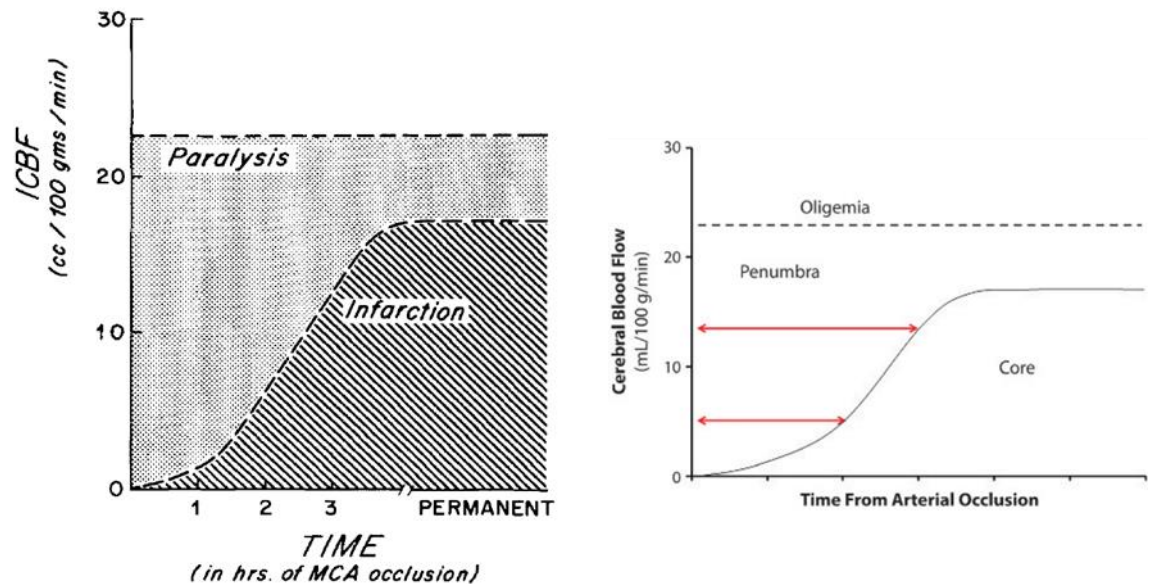 30
20
10
0
lCBF
(cc / 100 gms / min)
Paralysis
Infarction
1 2 3 PERMANENT
TIME
(in hrs. of MCA occlusion)
30
20
10
0
Cerebral Blood Flow
(mL/100 g/min)
Oligemia
Penumbra
Core
Time From Arterial Occlusion